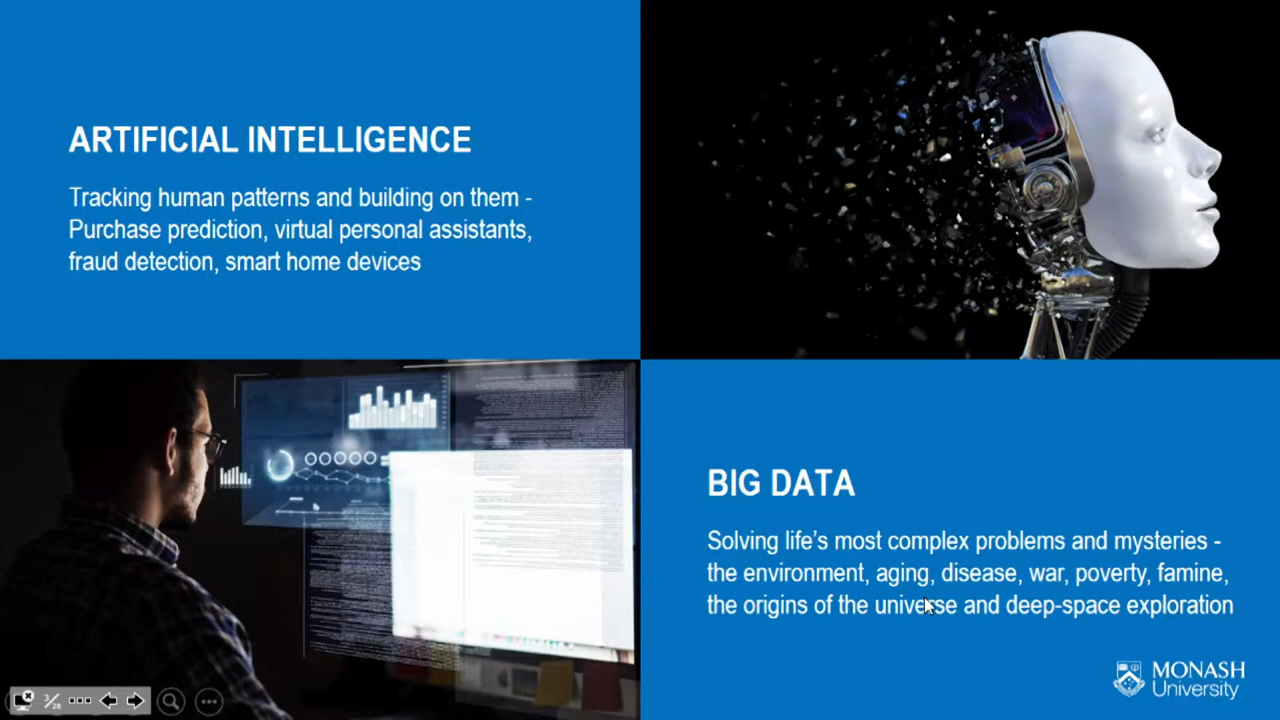 ARTIFICIAL INTELLIGENCE
Tracking human patterns and building on them -
Purchase prediction, virtual personal assistants,
fraud detection, smart home devices
BIG DATA
Solving life's most complex problems and mysteries -
the environment, aging, disease, war, poverty, famine,
the origins of the universe and deep-space exploration
MONASH
University
3/28